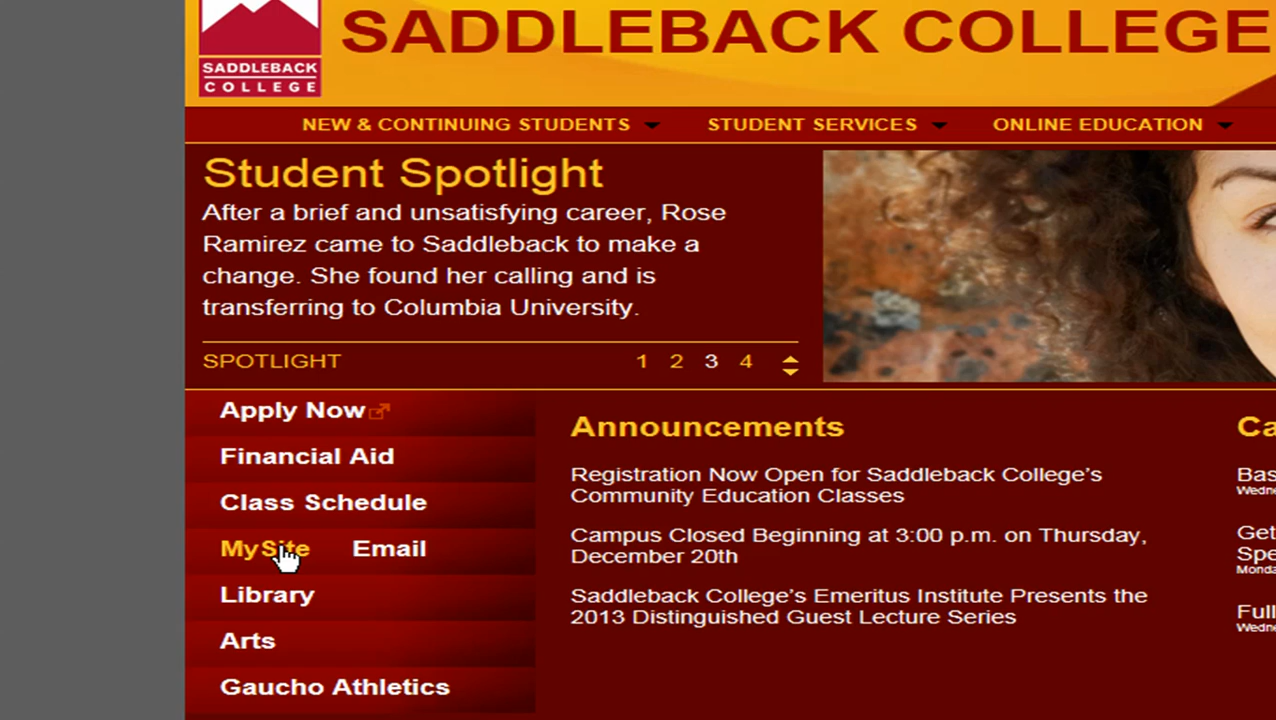 SADDLEBACK
COLLEGE
SADDLEBACK COLLEGE
NEW & CONTINUING STUDENTS STUDENT SERVICES ONLINE EDUCATION
Student Spotlight
After a brief and unsatisfying career, Rose
Ramirez came to Saddleback to make a
change. She found her calling and is
transferring to Columbia University.
SPOTLIGHT 1 2 3 4
Apply Now
Financial Aid
Class Schedule
MySite Email
Library
Arts
Gaucho Athletics
Announcements
Registration Now Open for Saddleback College's
Community Education Classes
Campus Closed Beginning at 3:00 p.m. on Thursday,
December 20th
Saddleback College's Emeritus Institute Presents the
2013 Distinguished Guest Lecture Series